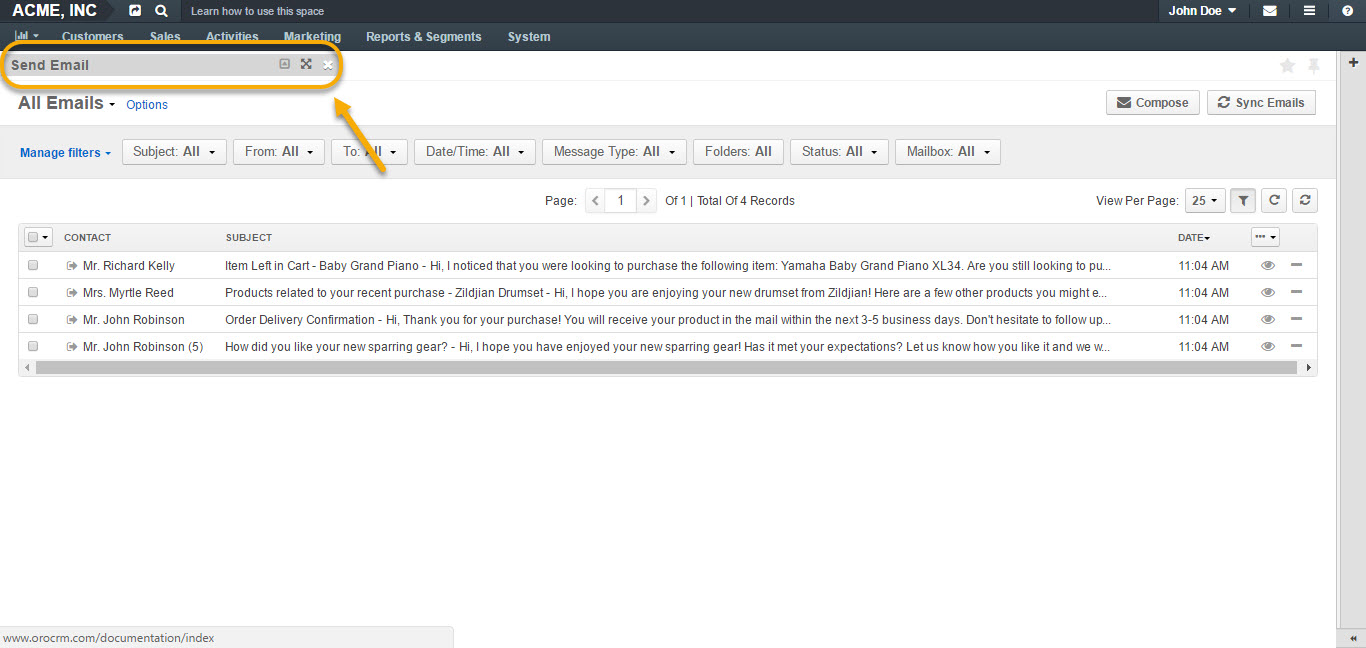 ACME, INC Learn how to use this space John Doe
Customers Sales Activities Marketing Reports & Segments System
Send Email
All Emails Options Compose Sync Emails
Manage filters Subject: All From: All To: All Date/Time: All Message Type: All Folders: All Status: All Mailbox: All
Page: 1 Of 1 | Total Of 4 Records View Per Page: 25
CONTACT SUBJECT DATE
Mr. Richard Kelly Item Left in Cart - Baby Grand Piano - Hi, I noticed that you were looking to purchase the following item: Yamaha Baby Grand Piano XL34. Are you still looking to pu... 11:04 AM
Mrs. Myrtle Reed Products related to your recent purchase - Zildjian Drumset - Hi, I hope you are enjoying your new drumset from Zildjian! Here are a few other products you might e... 11:04 AM
Mr. John Robinson Order Delivery Confirmation - Hi, Thank you for your purchase! You will receive your product in the mail within the next 3-5 business days. Don't hesitate to follow up... 11:04 AM
Mr. John Robinson (5) How did you like your new sparring gear? - Hi, I hope you have enjoyed your new sparring gear! Has it met your expectations? Let us know how you like it and we w... 11:04 AM
www.orocrm.com/documentation/index